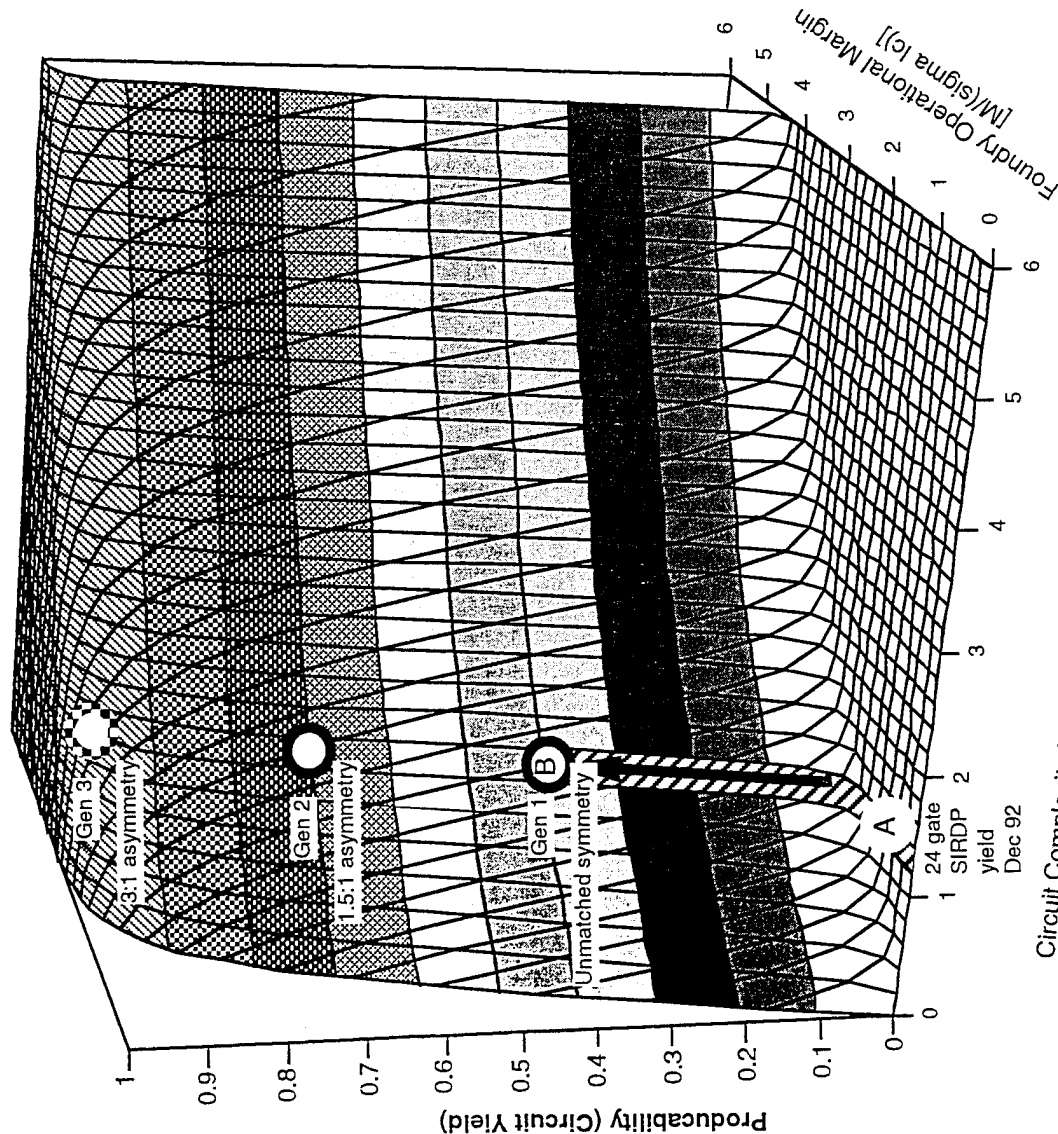 Producability (Circuit Yield)
1
0.9
0.8
0.7
0.6
0.5
0.4
0.3
0.2
0.1
0
Gen 3
3:1 asymmetry
Gen 2
1.5:1 asymmetry
Gen 1
B
Unmatched symmetry
A
24 gate
SIRDP
yield
Dec 92
0
1
2
3
4
5
6
Circuit
0
1
2
3
4
5
6
Foundry Operational Margin
[M/(sigma Ic)]